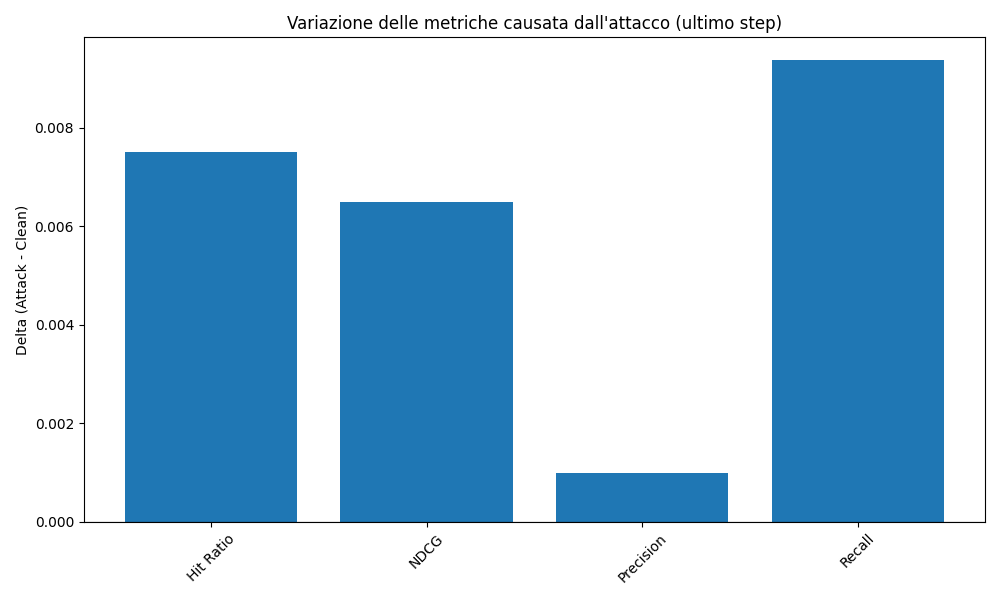 Variazione delle metriche causata dall'attacco (ultimo step)
Delta (Attack - Clean)
0.008
0.006
0.004
0.002
0.000
Hit Ratio
NDCG
Precision
Recall